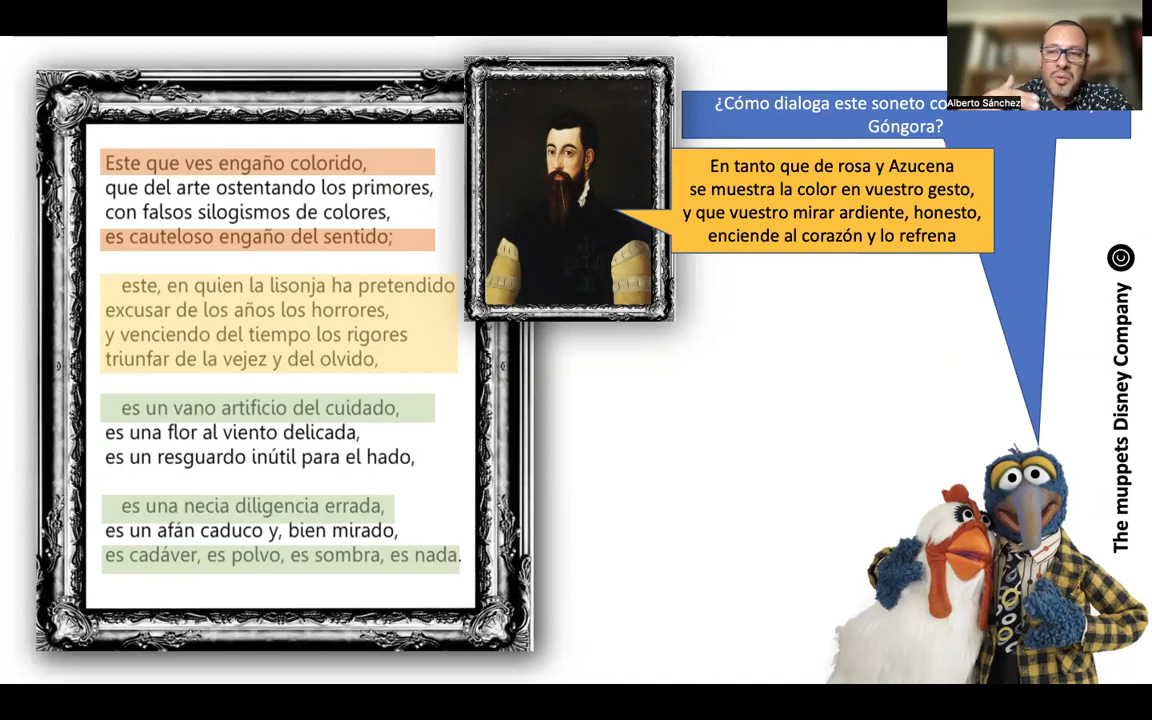 Este que ves engaño colorido,
que del arte ostentando los primores,
con falsos silogismos de colores,
es cauteloso engaño del sentido;
este, en quien la lisonja ha pretendido
excusar de los años los horrores,
y venciendo del tiempo los rigores
triunfar de la vejez y del olvido,
es un vano artificio del cuidado,
es una flor al viento delicada,
es un resguardo inútil para el hado,
es una necia diligencia errada,
es un afán caduco y, bien mirado,
es cadáver, es polvo, es sombra, es nada.
¿Cómo dialoga este soneto
Góngora?
En tanto que de rosa y Azucena
se muestra la color en vuestro gesto,
y que vuestro mirar ardiente, honesto,
enciende al corazón y lo refrena
Alberto Sánchez
The muppets Disney Company ©